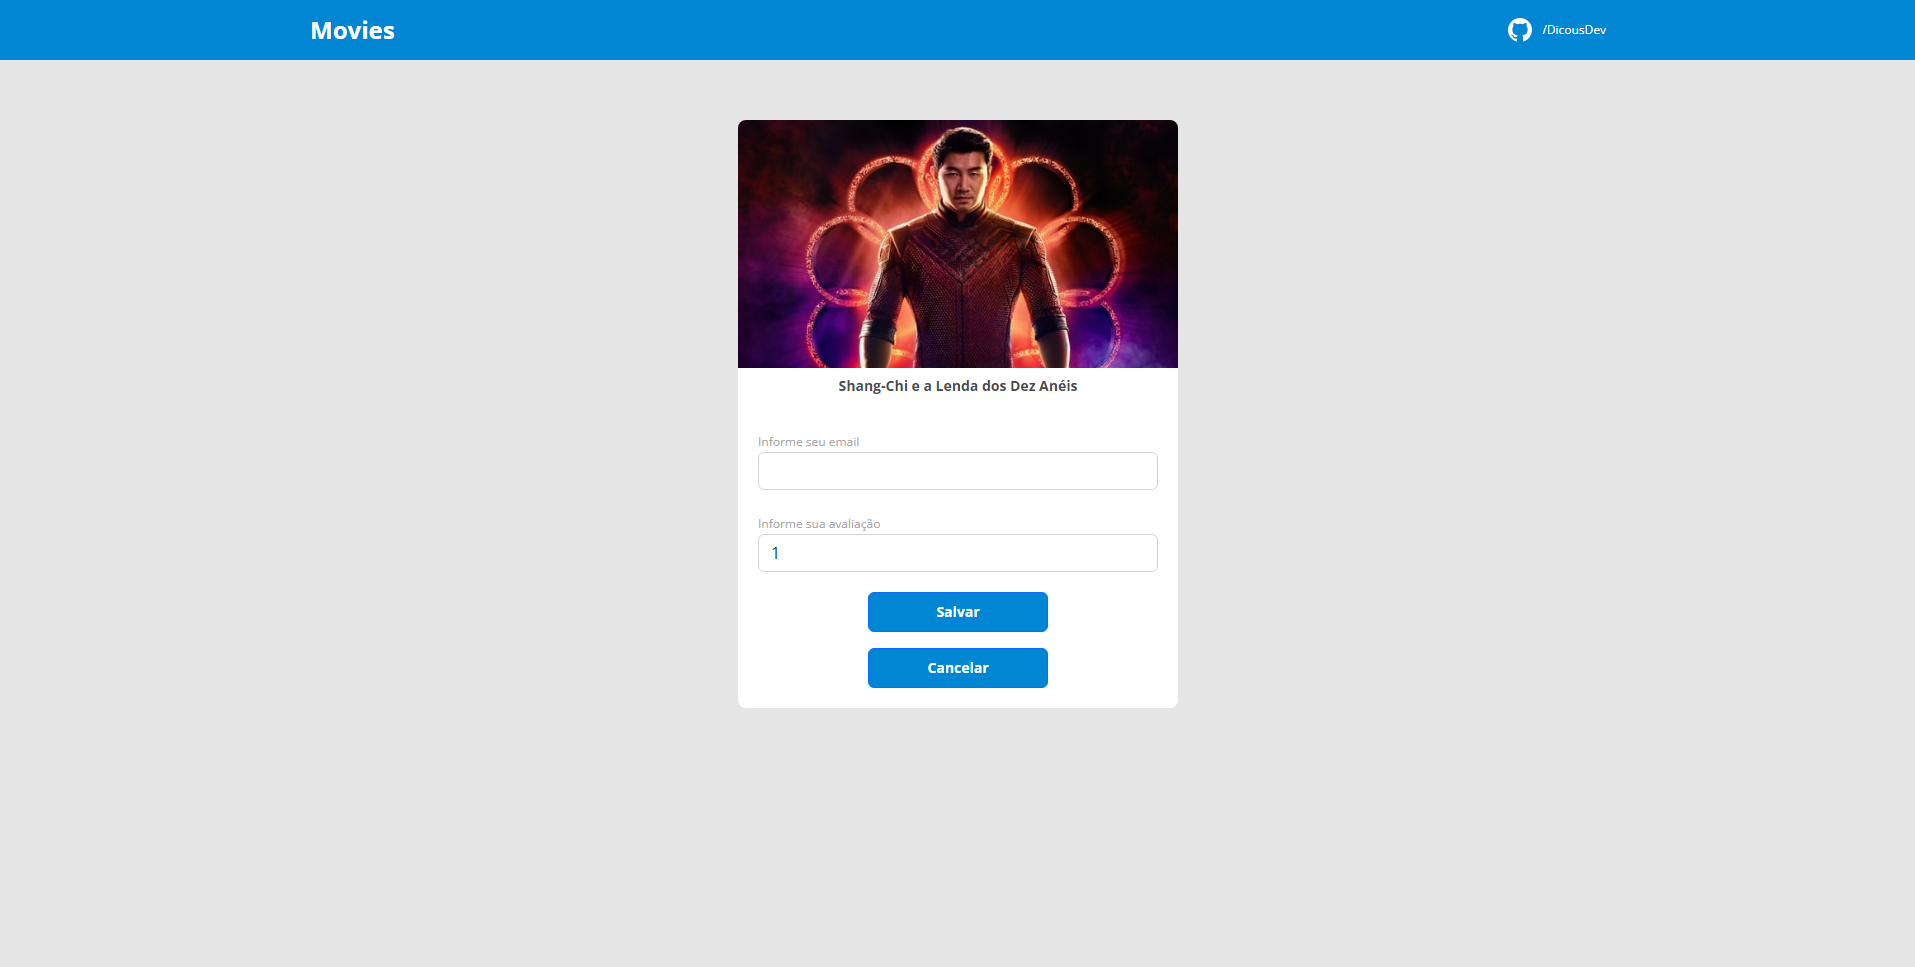 Movies
/DicousDev
Shang-Chi e a Lenda dos Dez Anéis
Informe seu email
Informe sua avaliação
1
Salvar
Cancelar